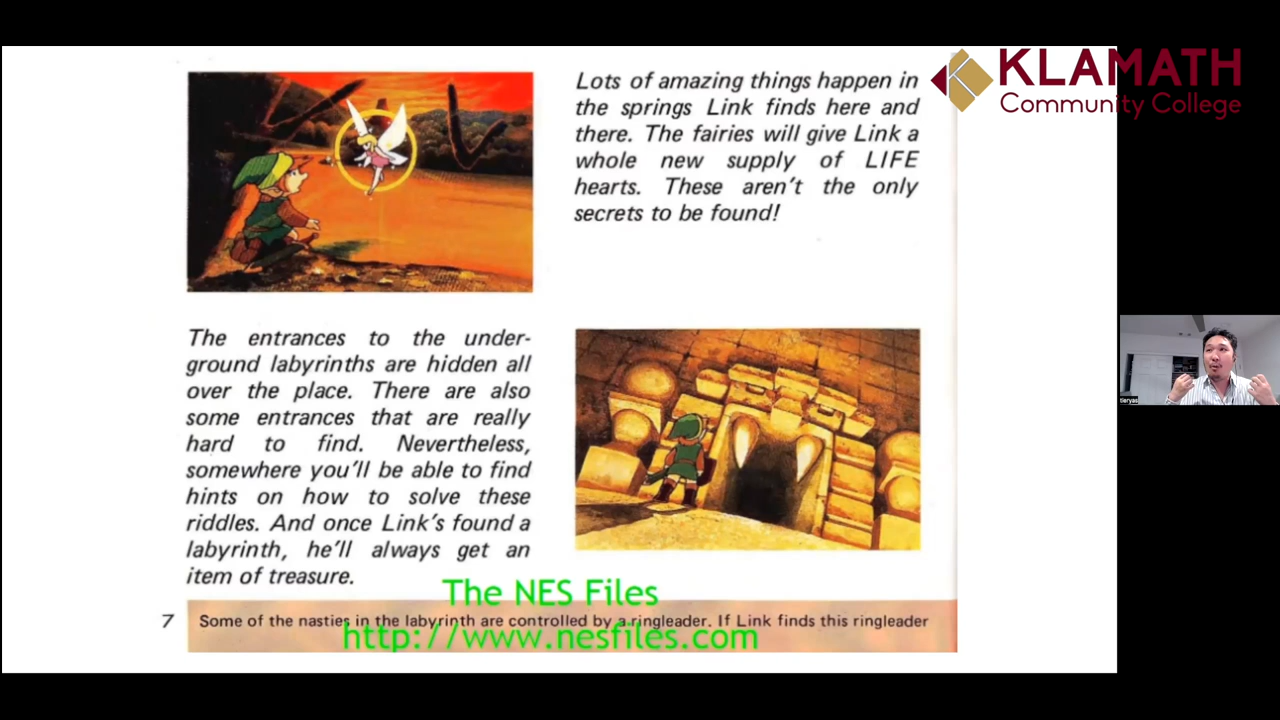 KLAMATH
Community College
Lots of amazing things happen in
the springs Link finds here and
there. The fairies will give Link a
whole new supply of LIFE
hearts. These aren't the only
secrets to be found!
The entrances to the under-
ground labyrinths are hidden all
over the place. There are also
some entrances that are really
hard to find. Nevertheless,
somewhere you'll be able to find
hints on how to solve these
riddles. And once Link's found a
labyrinth, he'll always get an
item of treasure.
The NES Files
7 Some of the nasties in the labyrinth are controlled by a ringleader. If Link finds this ringleader
http://www.nesfiles.com
tieryas